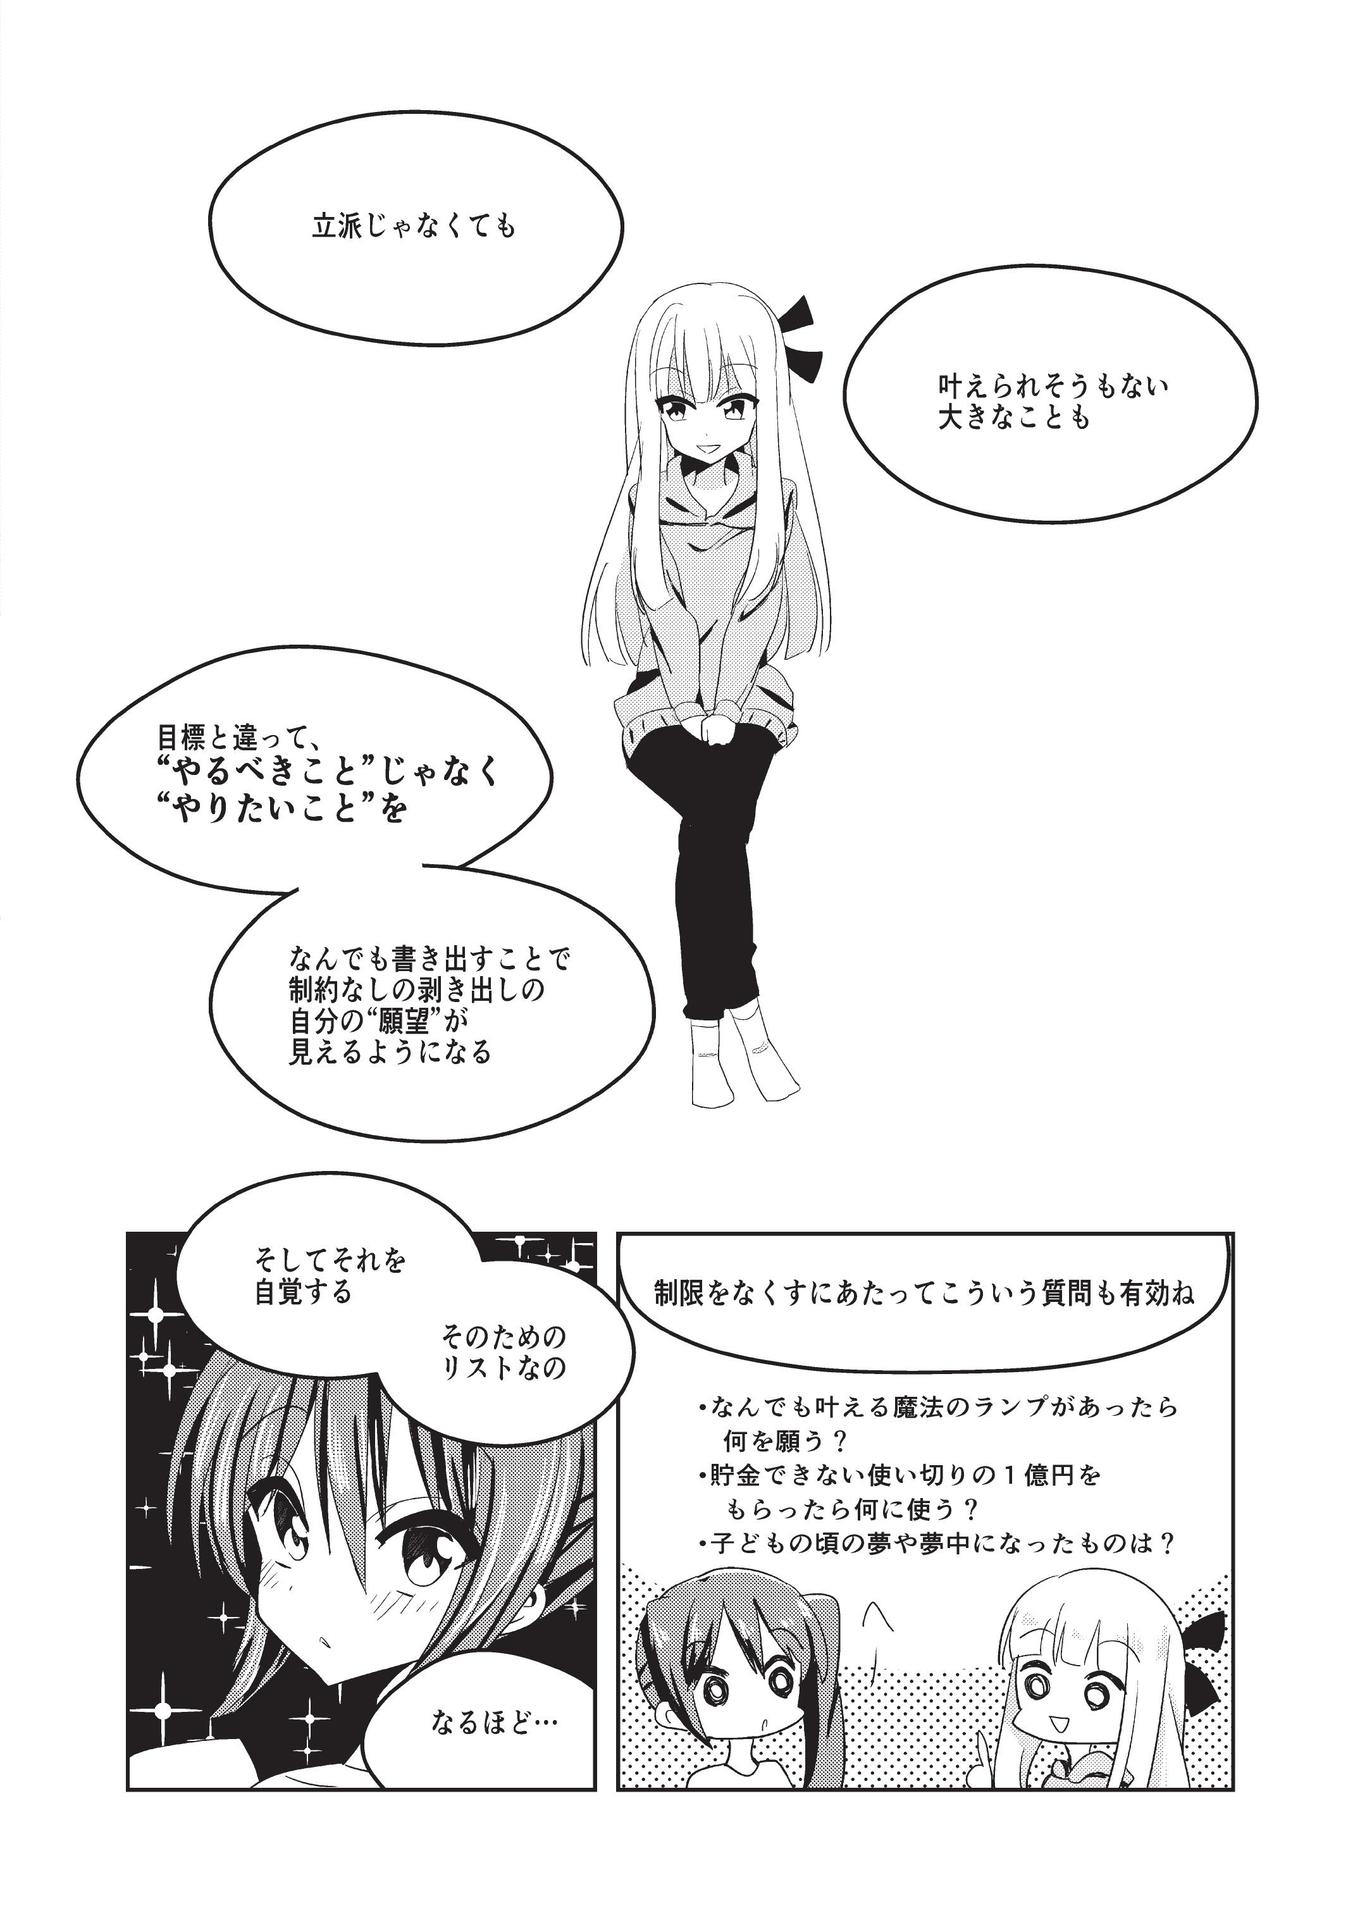 立派じゃなくても
叶えられそうもない
大きなことも
目標と違って、
“やるべきこと”じゃなく
“やりたいこと”を
なんでも書き出すことで
制約なしの剥き出しの
自分の“願望”が
見えるようになる
そしてそれを
自覚する
そのための
リストなの
なるほど…
制限をなくすにあたってこういう質問も有効ね
・なんでも叶える魔法のランプがあったら
何を願う？
・貯金できない使い切りの１億円を
もらったら何に使う？
・子どもの頃の夢や夢中になったものは？